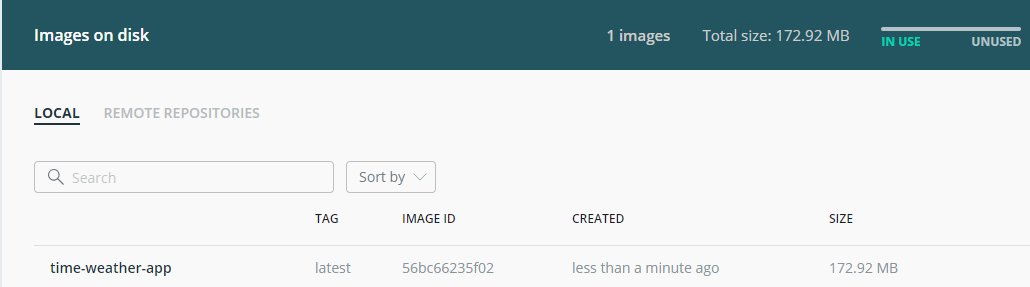 Images on disk 1 images Total size: 172.92 MB IN USE UNUSED
LOCAL REMOTE REPOSITORIES
Search Sort by
TAG IMAGE ID CREATED SIZE
time-weather-app latest 56bc66235f02 less than a minute ago 172.92 MB